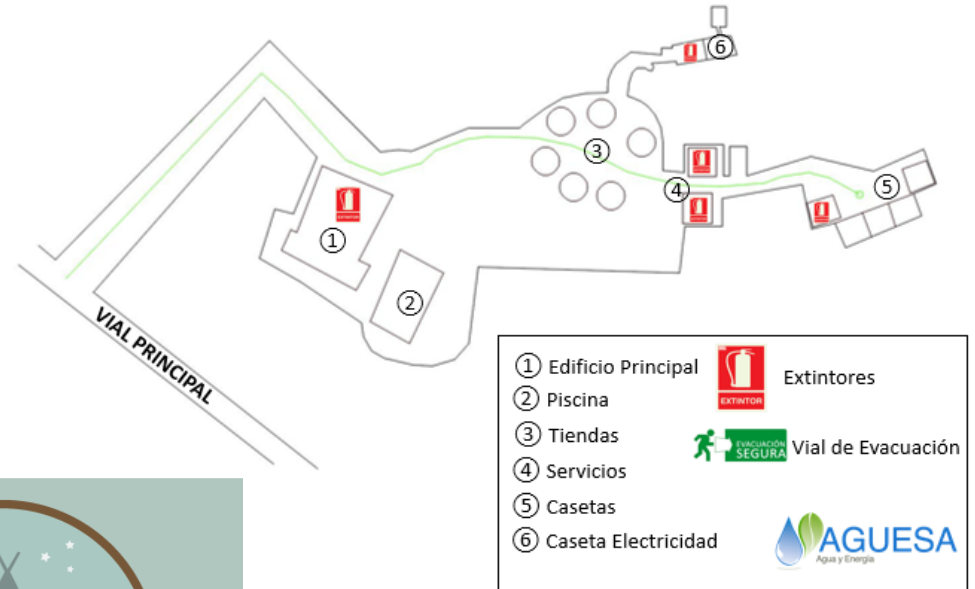 6
3
4
5
EXTINTOR
1
2
VIAL PRINCIPAL
1 Edificio Principal
2 Piscina
3 Tiendas
4 Servicios
5 Casetas
6 Caseta Electricidad
EXTINTOR
Extintores
EVACUACIÓN
SEGURA
Vial de Evacuación
AGUESA
Agua y Energía